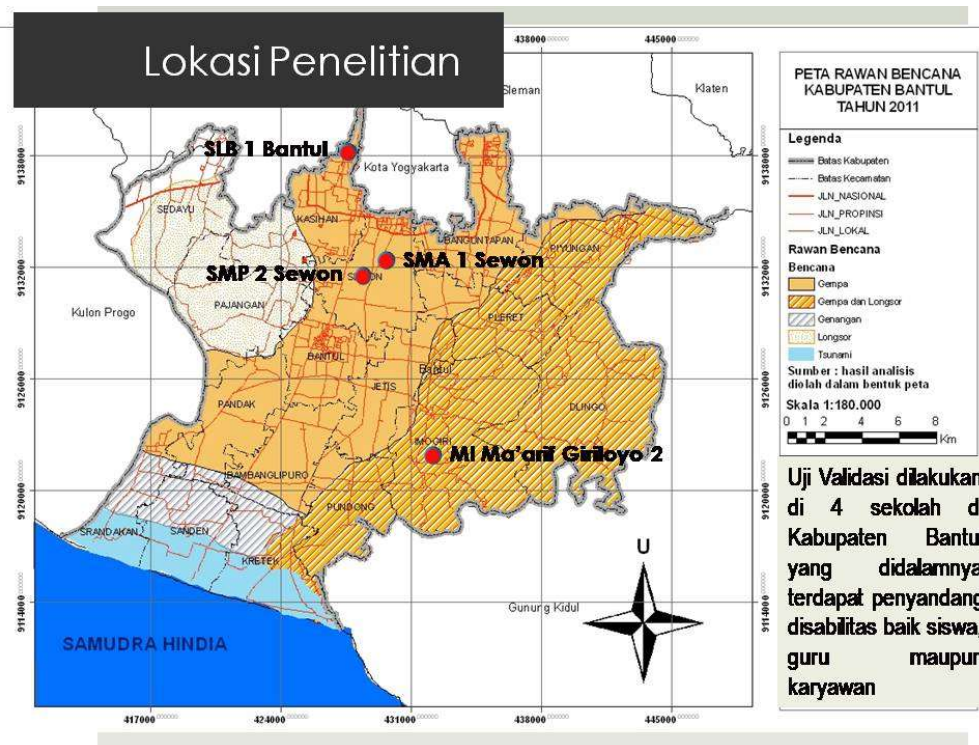 Lokasi Penelitian
438000
445000
Sleman
Klaten
9138000
9138000
SLB 1 Bantul
Kota Yogyakarta
SEDAYU
KASIHAN
BANGUNTAPAN
PIYUNGAN
SMA 1 Sewon
9132000
9132000
SMP 2 Sewon
PAJANGAN
Kulon Progo
PLERET
BANTUL
Bantul
JETIS
9126000
9126000
PANDAK
DLINGO
IMOGIRI
MI Ma'arif Giriloyo 2
BAMBANGLIPURO
9120000
9120000
PUNDONG
SRANDAKAN
SANDEN
KRETEK
U
Gunung Kidul
9114000
9114000
SAMUDRA HINDIA
417000
424000
431000
438000
445000
PETA RAWAN BENCANA
KABUPATEN BANTUL
TAHUN 2011
Legenda
Batas Kabupaten
Batas Kecamatan
JLN_NASIONAL
JLN_PROPINSI
JLN_LOKAL
Rawan Bencana
Bencana
Gempa
Gempa dan Longsor
Genangan
Longsor
Tsunami
Sumber : hasil analisis
diolah dalam bentuk peta
Skala 1:180.000
0 1 2 4 6 8
Km
Uji Validasi dilakukan
di 4 sekolah d
Kabupaten Bantu
yang didalamnya
terdapat penyandang
disabilitas baik siswa,
guru maupun
karyawan